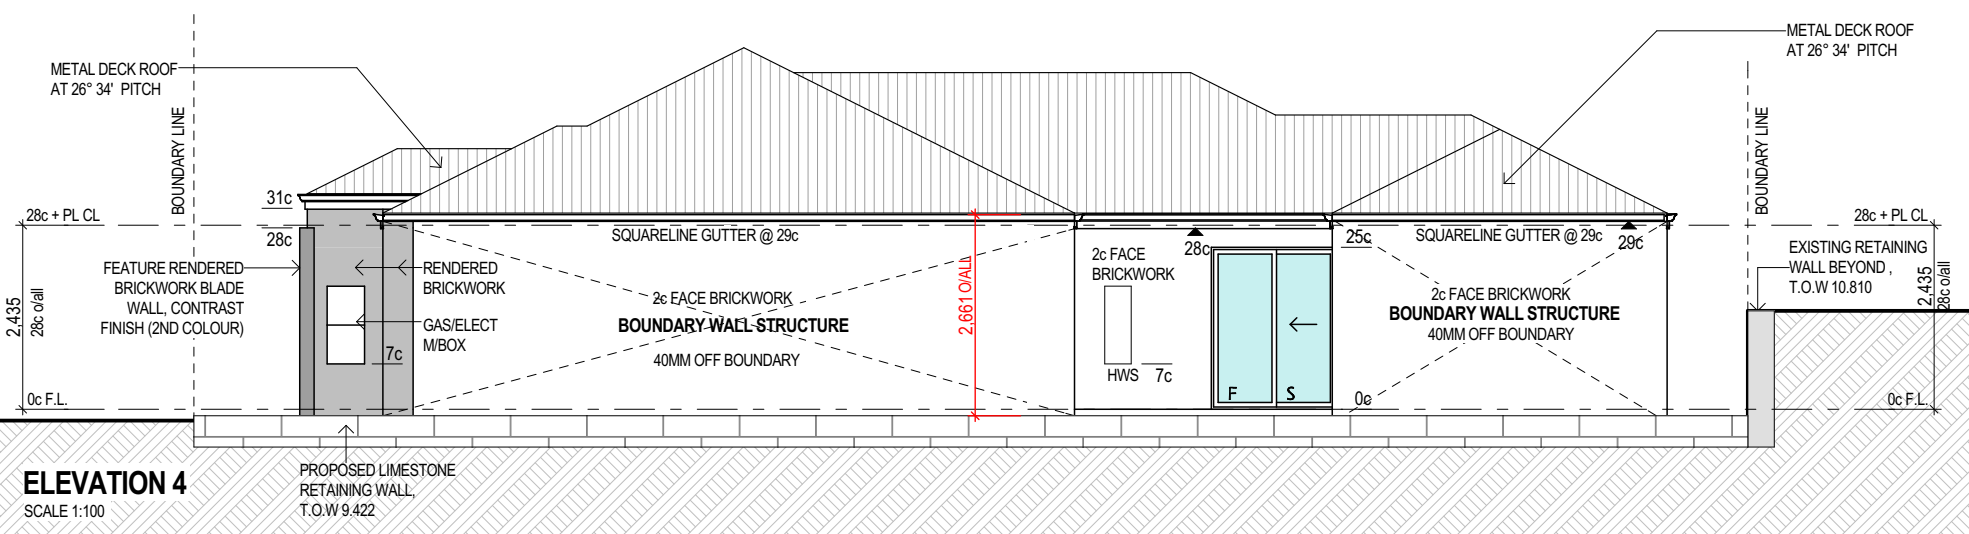 METAL DECK ROOF
AT 26° 34' PITCH
BOUNDARY LINE
METAL DECK ROOF
AT 26° 34' PITCH
BOUNDARY LINE
31c
28c + PL CL
28c
2,435
28c o/all
FEATURE RENDERED
BRICKWORK BLADE
WALL, CONTRAST
FINISH (2ND COLOUR)
RENDERED
BRICKWORK
GAS/ELECT
M/BOX
7c
0c F.L.
SQUARELINE GUTTER @ 29c
2c FACE BRICKWORK
BOUNDARY WALL STRUCTURE
40MM OFF BOUNDARY
2,661 O/ALL
2c FACE
BRICKWORK
28c
HWS
7c
F
S
25c
0c
SQUARELINE GUTTER @ 29c
29c
2c FACE BRICKWORK
BOUNDARY WALL STRUCTURE
40MM OFF BOUNDARY
28c + PL CL
EXISTING RETAINING
WALL BEYOND ,
T.O.W 10.810
2,435
28c o/all
0c F.L.
PROPOSED LIMESTONE
RETAINING WALL,
T.O.W 9.422
ELEVATION 4
SCALE 1:100